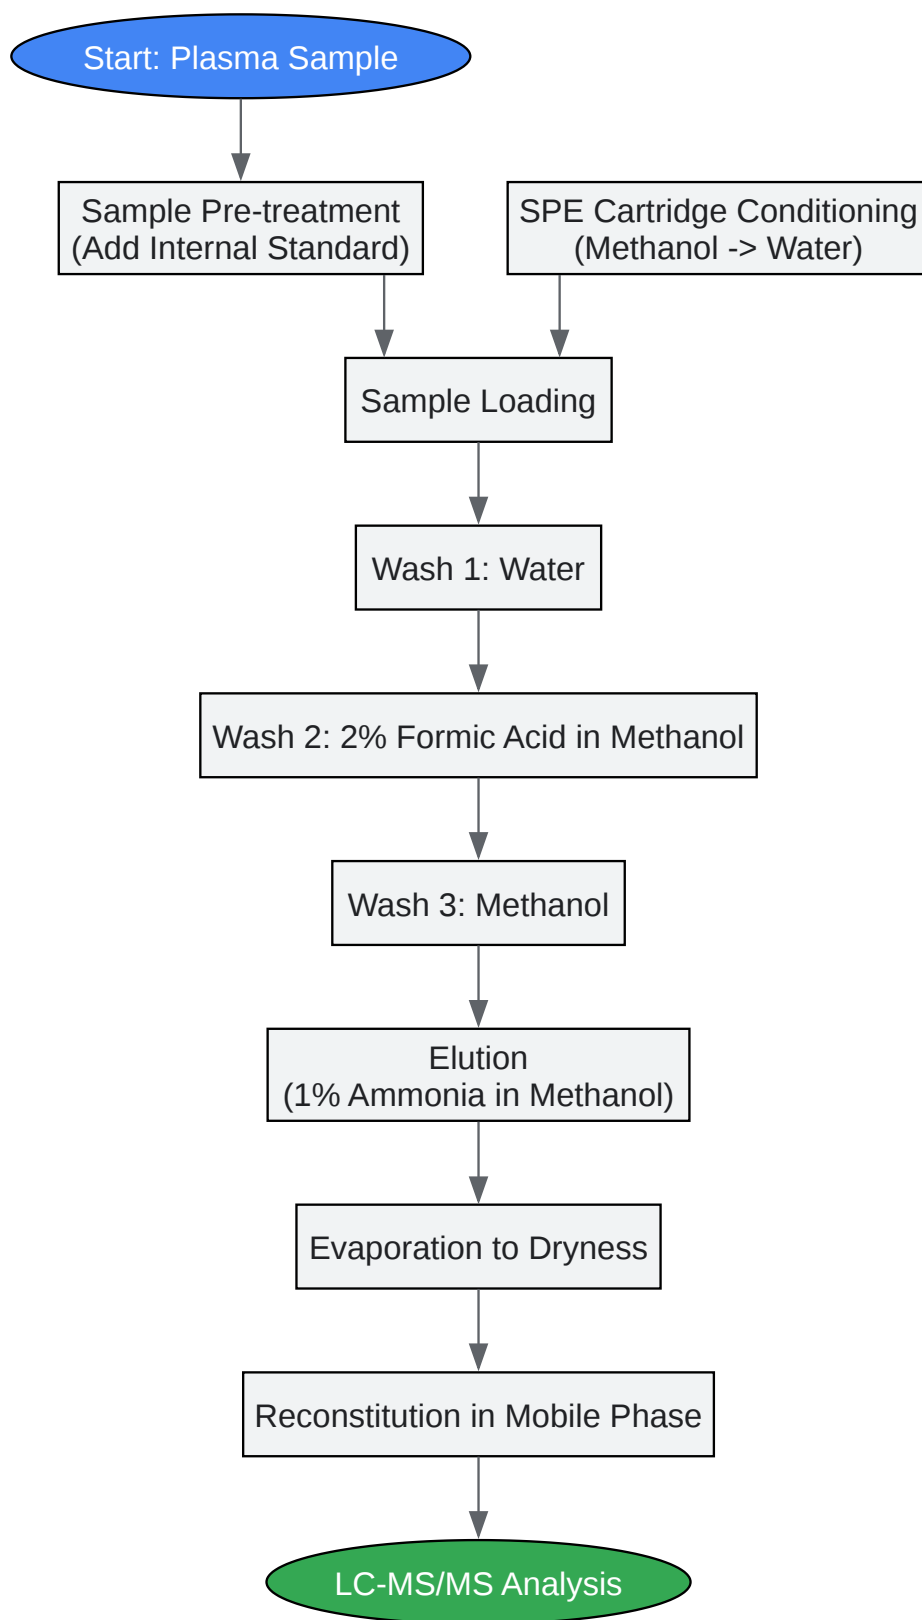 Start: Plasma Sample
Sample Pre-treatment
(Add Internal Standard)
SPE Cartridge Conditioning
(Methanol -> Water)
Sample Loading
Wash 1: Water
Wash 2: 2% Formic Acid in Methanol
Wash 3: Methanol
Elution
(1% Ammonia in Methanol)
Evaporation to Dryness
Reconstitution in Mobile Phase
LC-MS/MS Analysis